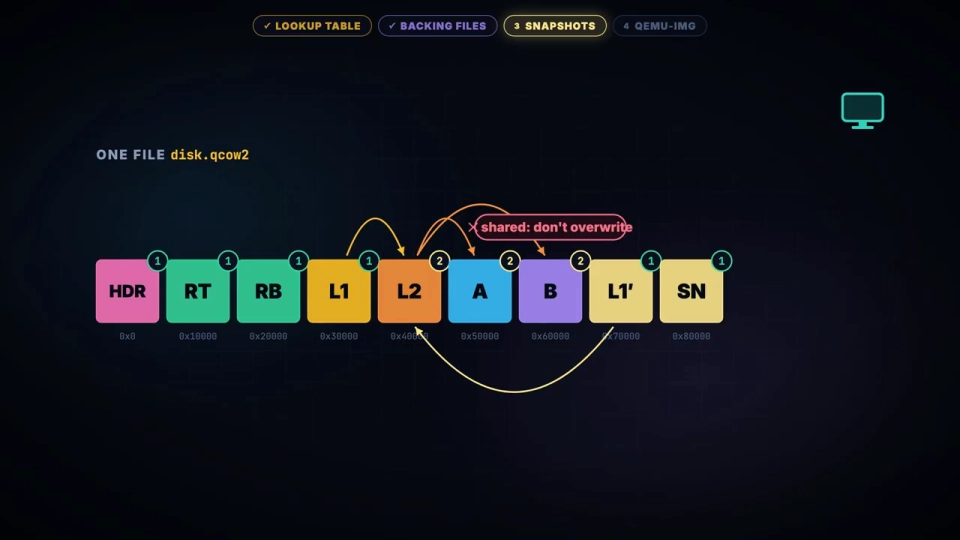 ✓ LOOKUP TABLE
✓ BACKING FILES
3 SNAPSHOTS
4 QEMU-IMG
ONE FILE disk.qcow2
× shared: don't overwrite
1 1 1 1 2 2 2 1 1
HDR RT RB L1 L2 A B L1′ SN
0x0 0x10000 0x20000 0x30000 0x40000 0x50000 0x60000 0x70000 0x80000